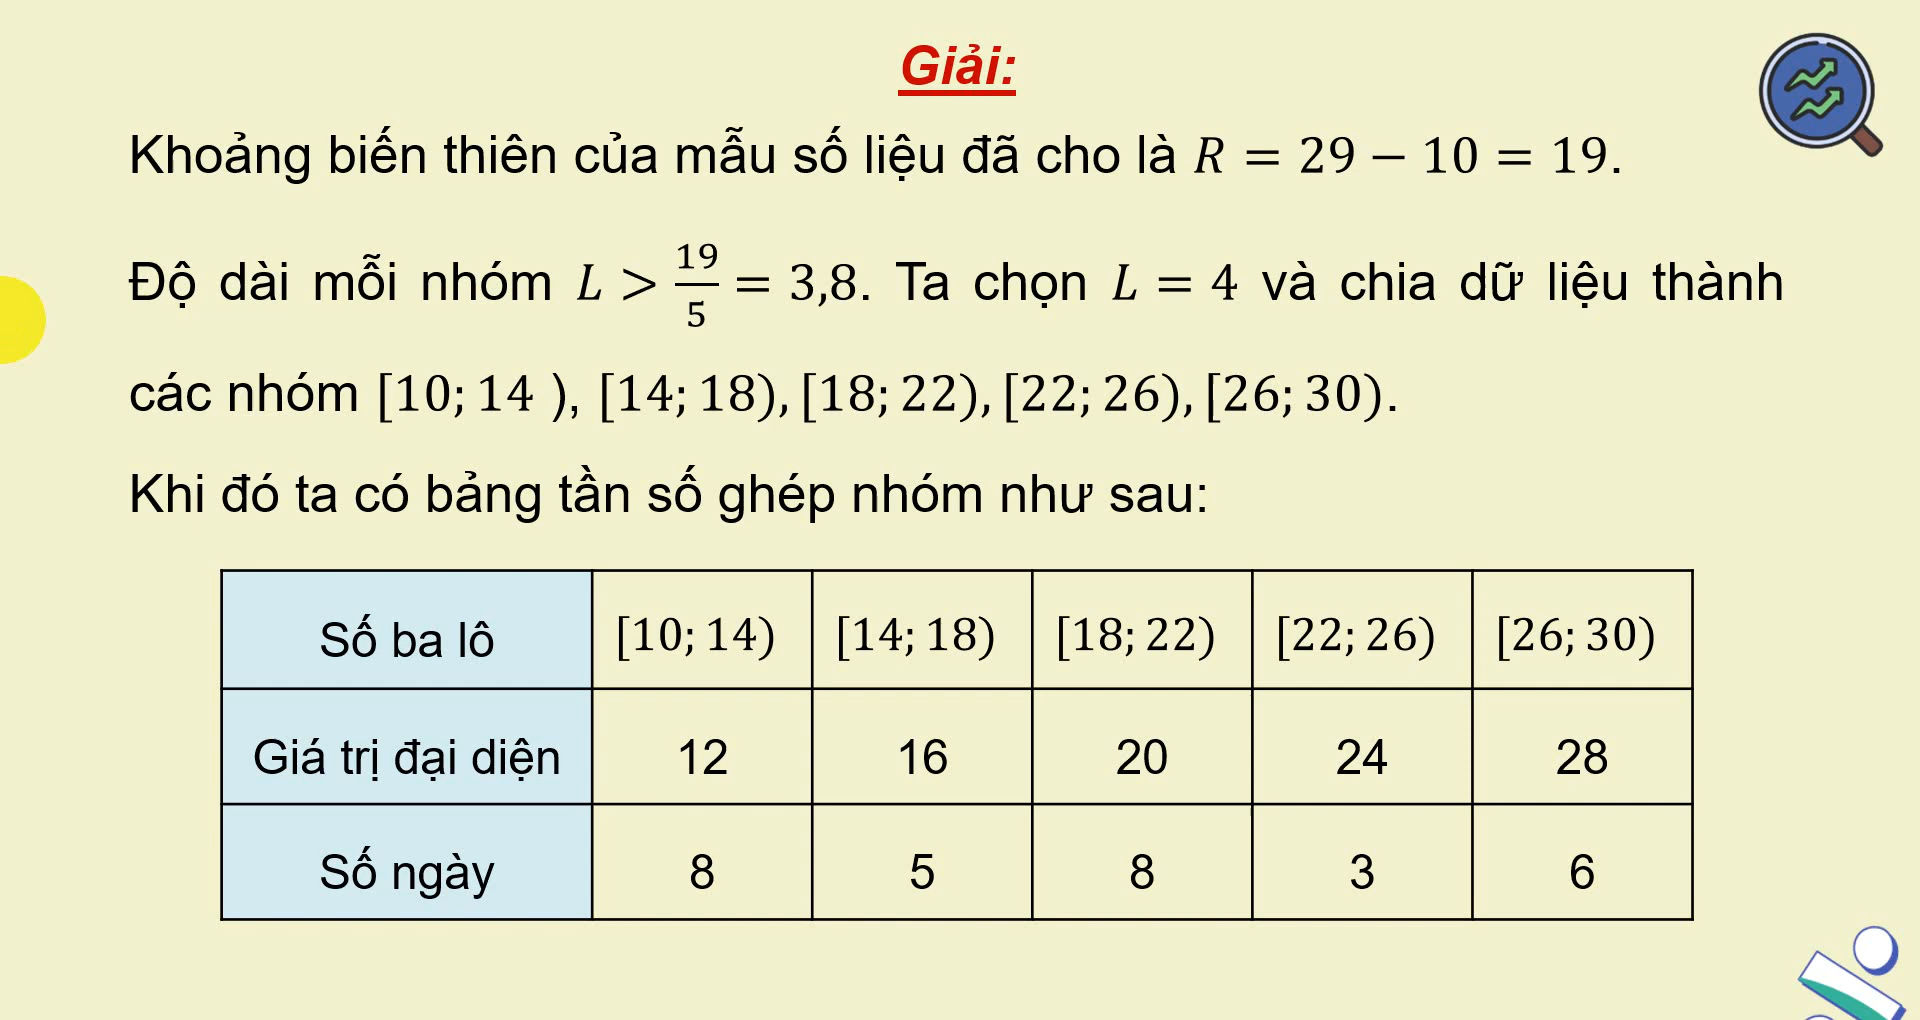 Giải:
Khoảng biến thiên của mẫu số liệu đã cho là R = 29 − 10 = 19.
Độ dài mỗi nhóm L > 19/5 = 3,8. Ta chọn L = 4 và chia dữ liệu thành
các nhóm [10; 14 ), [14; 18), [18; 22), [22; 26), [26; 30).
Khi đó ta có bảng tần số ghép nhóm như sau:
Số ba lô [10; 14) [14; 18) [18; 22) [22; 26) [26; 30)
Giá trị đại diện 12 16 20 24 28
Số ngày 8 5 8 3 6